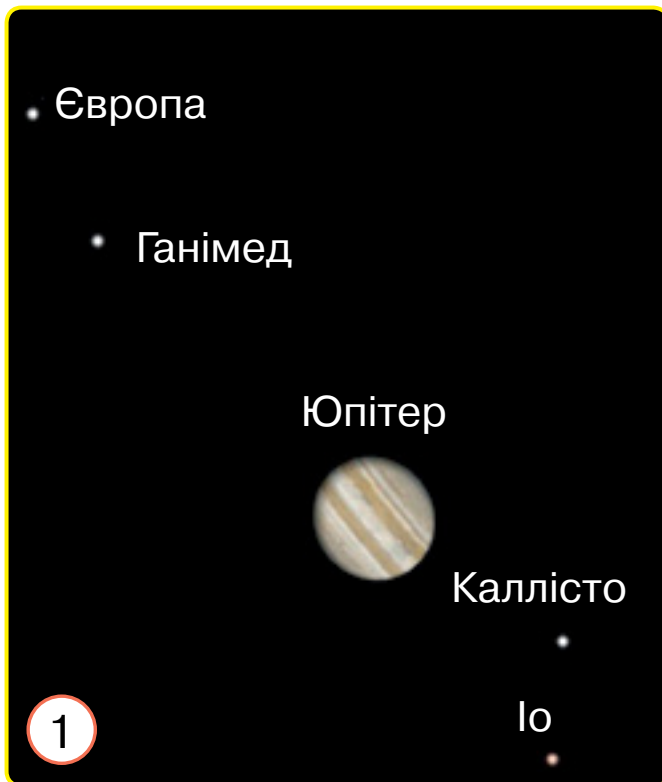 Європа
Ганімед
Юпітер
Каллісто
Іо
1